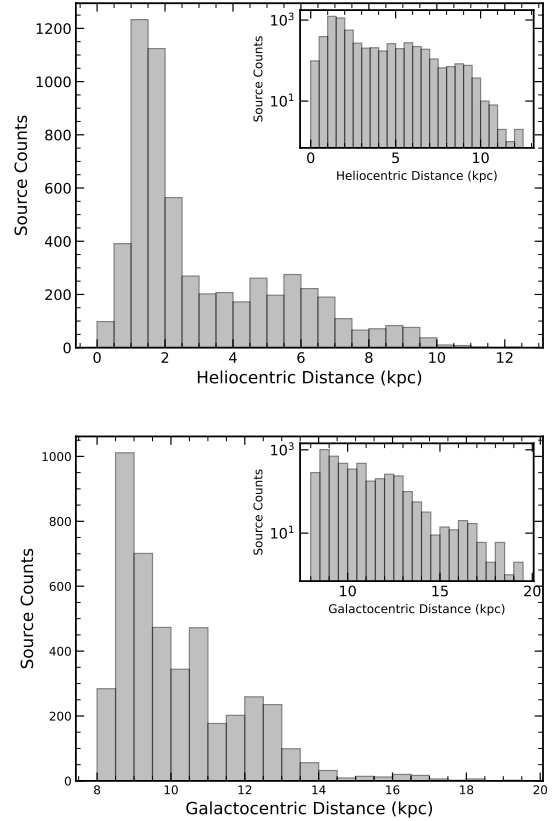 1200
1000
800
600
400
200
0
Source Counts
0 2 4 6 8 10 12
Heliocentric Distance (kpc)
10³
10¹
Source Counts
0 5 10
Heliocentric Distance (kpc)
1000
800
600
400
200
0
Source Counts
8 10 12 14 16 18 20
Galactocentric Distance (kpc)
10³
10¹
Source Counts
10 15 20
Galactocentric Distance (kpc)